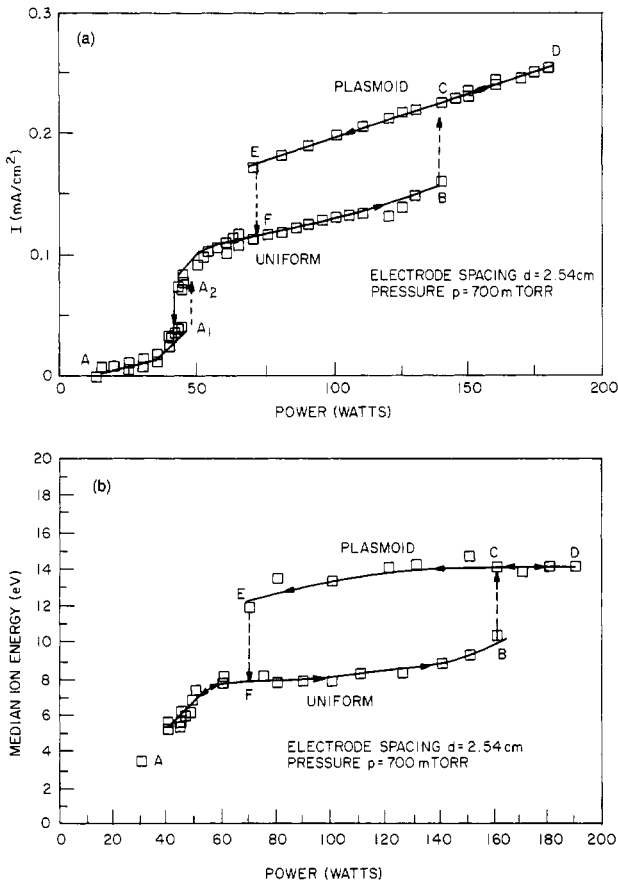 (a)
I (mA/cm²)
0.3
0.2
0.1
0
PLASMOID
C
D
E
B
F
UNIFORM
A₂
A₁
A
ELECTRODE SPACING d = 2.54cm
PRESSURE p = 700 m TORR
0 50 100 150 200
POWER (WATTS)
(b)
MEDIAN ION ENERGY (eV)
20
18
16
14
12
10
8
6
4
2
0
PLASMOID
C
D
E
B
F
UNIFORM
A
ELECTRODE SPACING d = 2.54 cm
PRESSURE p = 700 m TORR
0 20 40 60 80 100 120 140 160 180 200
POWER (WATTS)